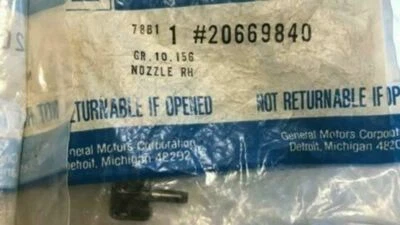 7881 1 #20669840
GR.10.156
NOZZLE RH
RETURNABLE IF OPENED NOT RETURNABLE IF OP
General Motors Corporation General Motors Corporat
Detroit, Michigan 48202 Detroit, Michigan 4820